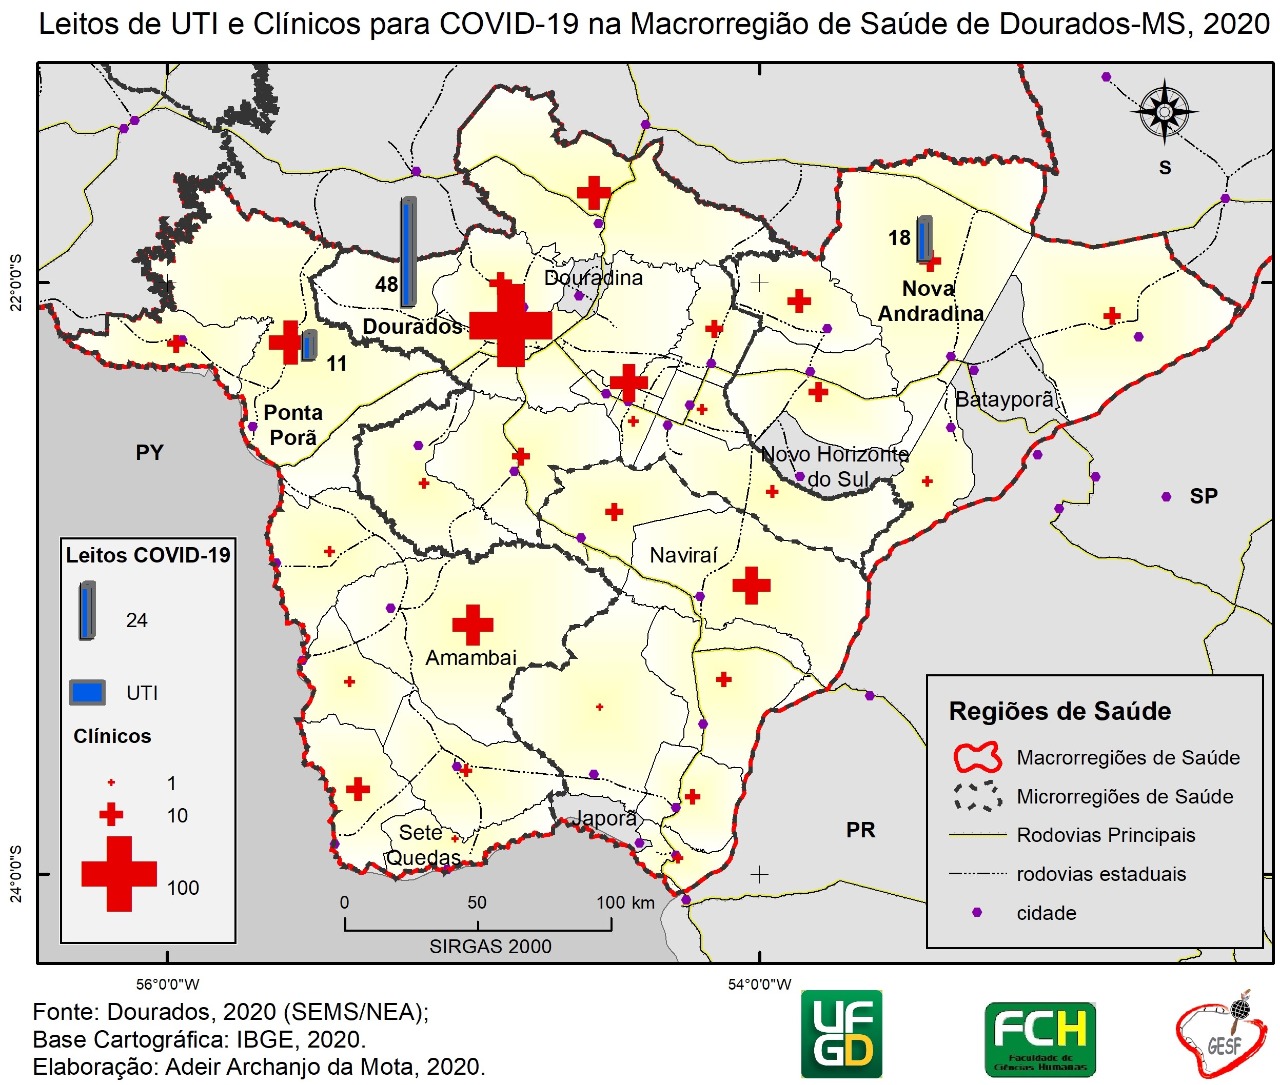 Leitos de UTI e Clínicos para COVID-19 na Macrorregião de Saúde de Dourados-MS, 2020
S
22°0'0"S
48
18
Douradina
Nova
Andradina
Dourados
11
Ponta
Porã
Batayporã
PY
Novo Horizonte
do Sul
SP
Naviraí
Amambai
Japorã
Sete
Quedas
PR
24°0'0"S
Leitos COVID-19
24
UTI
Clínicos
1
10
100
Regiões de Saúde
Macrorregiões de Saúde
Microrregiões de Saúde
Rodovias Principais
rodovias estaduais
cidade
0 50 100 km
SIRGAS 2000
56°0'0"W
54°0'0"W
Fonte: Dourados, 2020 (SEMS/NEA);
Base Cartográfica: IBGE, 2020.
Elaboração: Adeir Archanjo da Mota, 2020.
UF
GD
FCH
Faculdade de
Ciências Humanas
GESF